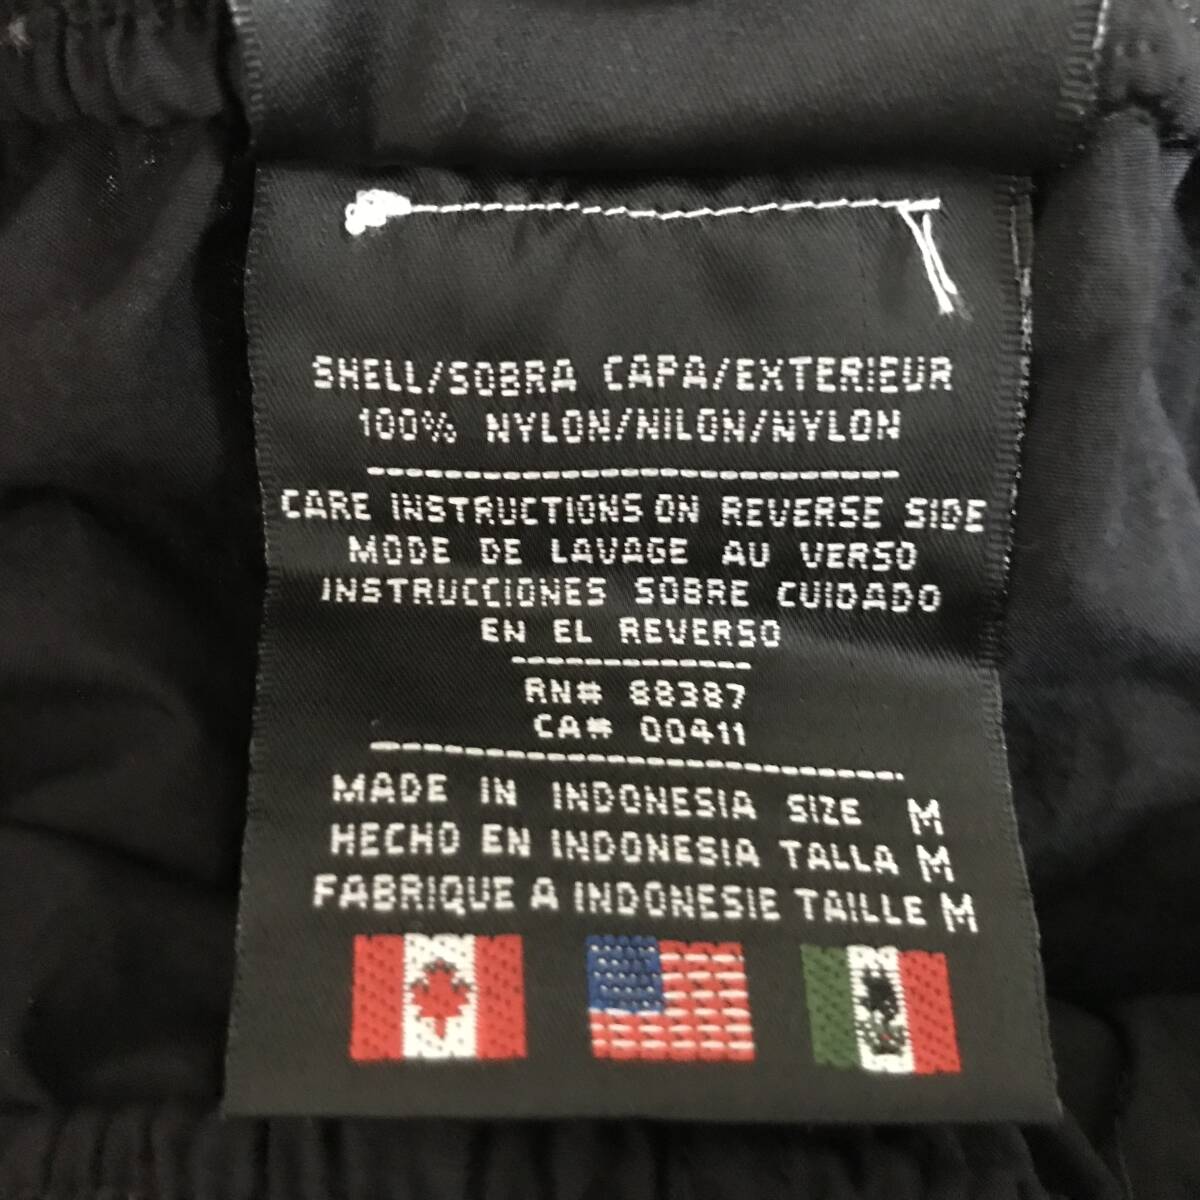 SHELL/SOBRA CAPA/EXTERIEUR
100% NYLON/NILON/NYLON
CARE INSTRUCTIONS ON REVERSE SIDE
MODE DE LAVAGE AU VERSO
INSTRUCCIONES SOBRE CUIDADO
EN EL REVERSO
RN# 88387
CA# 00411
MADE IN INDONESIA SIZE M
HECHO EN INDONESIA TALLA M
FABRIQUE A INDONESIE TAILLE M